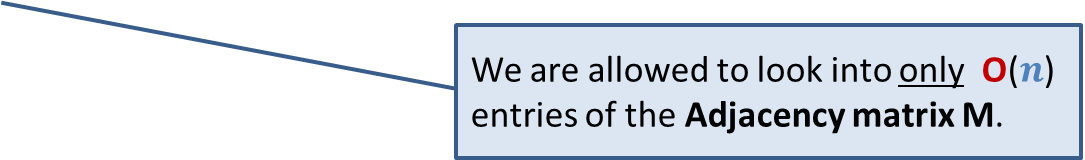 We are allowed to look into only O(n)
entries of the Adjacency matrix M.